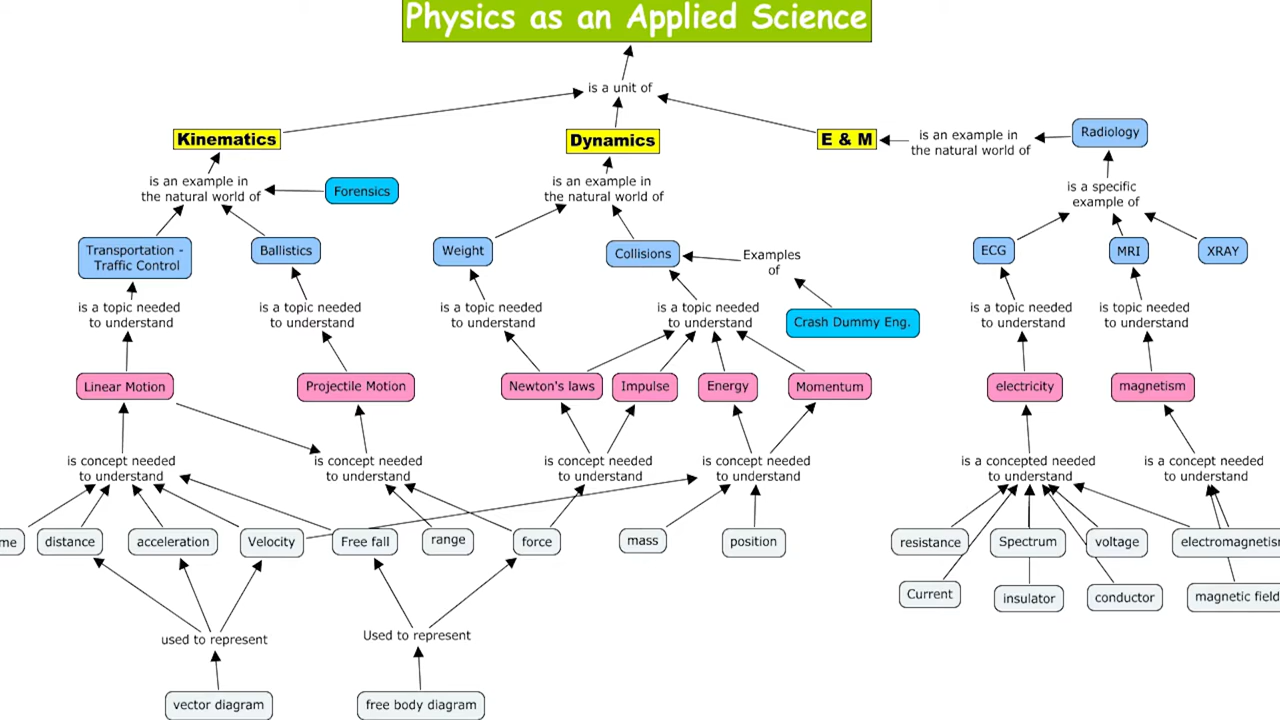 Physics as an Applied Science
is a unit of
Kinematics
Dynamics
E & M
is an example in
the natural world of
Radiology
is an example in
the natural world of
Forensics
is an example in
the natural world of
is a specific
example of
Transportation -
Traffic Control
Ballistics
Weight
Collisions
Examples
of
ECG
MRI
XRAY
is a topic needed
to understand
is a topic needed
to understand
is a topic needed
to understand
is a topic needed
to understand
Crash Dummy Eng.
is a topic needed
to understand
is a topic needed
to understand
Linear Motion
Projectile Motion
Newton's laws
Impulse
Energy
Momentum
electricity
magnetism
is concept needed
to understand
is concept needed
to understand
is concept needed
to understand
is concept needed
to understand
is a concepted needed
to understand
is a concept needed
to understand
me
distance
acceleration
Velocity
Free fall
range
force
mass
position
resistance
Spectrum
voltage
electromagnetism
Current
insulator
conductor
magnetic field
used to represent
Used to represent
vector diagram
free body diagram